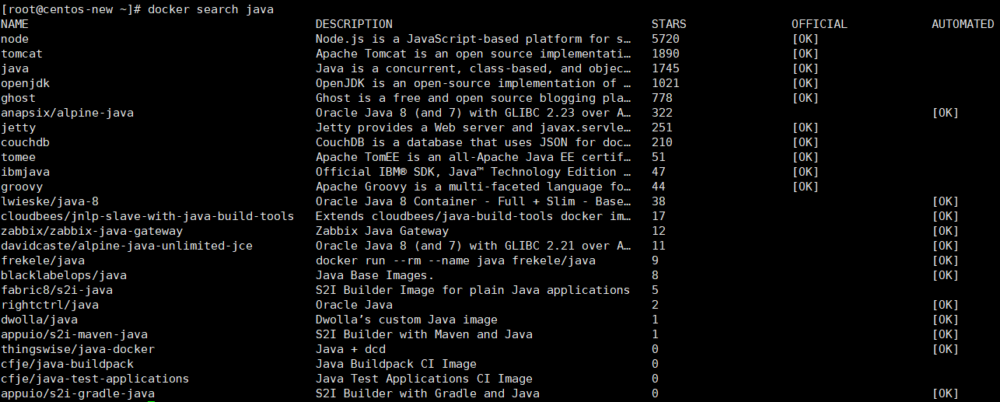 [root@centos-new ~]# docker search java
NAME DESCRIPTION STARS OFFICIAL AUTOMATED
node Node.js is a JavaScript-based platform for s… 5720 [OK]
tomcat Apache Tomcat is an open source implementati… 1890 [OK]
java Java is a concurrent, class-based, and objec… 1745 [OK]
openjdk OpenJDK is an open-source implementation of … 1021 [OK]
ghost Ghost is a free and open source blogging pla… 778 [OK]
anapsix/alpine-java Oracle Java 8 (and 7) with GLIBC 2.23 over A… 322 [OK]
jetty Jetty provides a Web server and javax.servle… 251 [OK]
couchdb CouchDB is a database that uses JSON for doc… 210 [OK]
tomee Apache TomEE is an all-Apache Java EE certif… 51 [OK]
ibmjava Official IBM® SDK, Java™ Technology Edition … 47 [OK]
groovy Apache Groovy is a multi-faceted language fo… 44 [OK]
lwieske/java-8 Oracle Java 8 Container - Full + Slim - Base… 38 [OK]
cloudbees/jnlp-slave-with-java-build-tools Extends cloudbees/java-build-tools docker im… 17 [OK]
zabbix/zabbix-java-gateway Zabbix Java Gateway 12 [OK]
davidcaste/alpine-java-unlimited-jce Oracle Java 8 (and 7) with GLIBC 2.21 over A… 11 [OK]
frekele/java docker run --rm --name java frekele/java 9 [OK]
blacklabelops/java Java Base Images. 8 [OK]
fabric8/s2i-java S2I Builder Image for plain Java applications 5
rightctrl/java Oracle Java 2 [OK]
dwolla/java Dwolla’s custom Java image 1 [OK]
appuio/s2i-maven-java S2I Builder with Maven and Java 1 [OK]
thingswise/java-docker Java + dcd 0 [OK]
cfje/java-buildpack Java Buildpack CI Image 0
cfje/java-test-applications Java Test Applications CI Image 0
appuio/s2i-gradle-java S2I Builder with Gradle and Java 0 [OK]